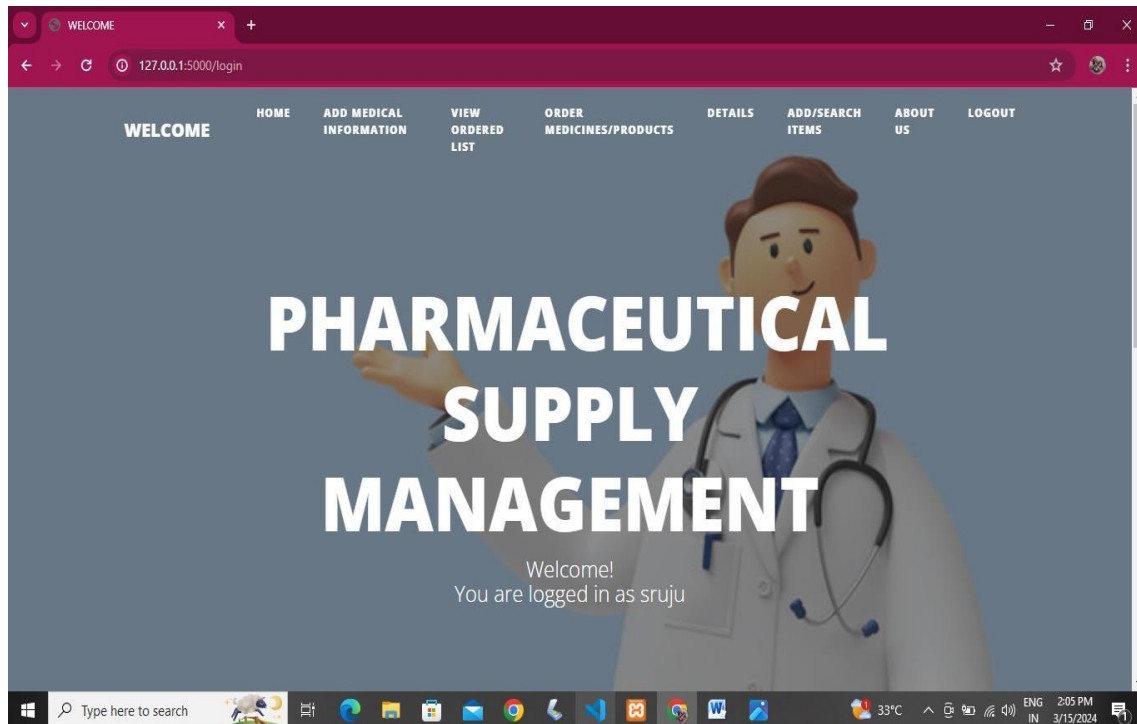 WELCOME
127.0.0.1:5000/login
WELCOME
HOME
ADD MEDICAL
INFORMATION
VIEW
ORDERED
LIST
ORDER
MEDICINES/PRODUCTS
DETAILS
ADD/SEARCH
ITEMS
ABOUT
US
LOGOUT
PHARMACEUTICAL
SUPPLY
MANAGEMENT
Welcome!
You are logged in as sruju
Type here to search
33°C
ENG
IN
2:05 PM
3/15/2024